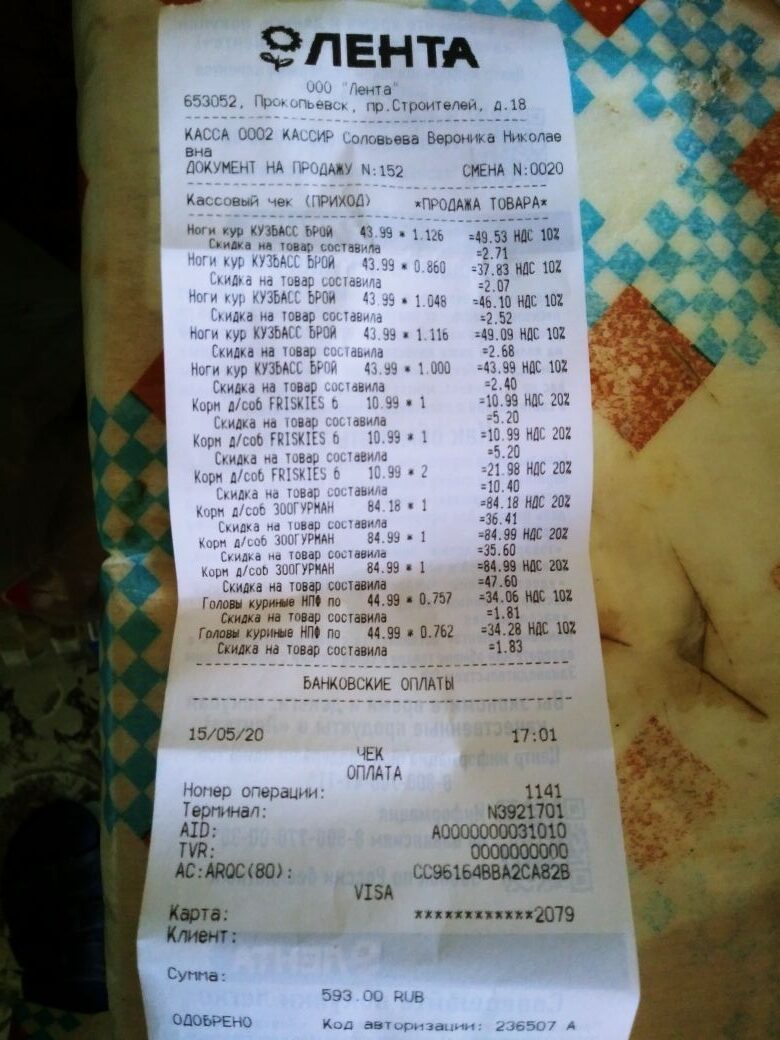 ЛЕНТА
ООО "Лента"
653052, Прокопьевск, пр.Строителей, д.18
КАССА 0002 КАССИР Соловьева Вероника Николае
вна
ДОКУМЕНТ НА ПРОДАЖУ N:152 СМЕНА N:0020
Кассовый чек (ПРИХОД) *ПРОДАЖА ТОВАРА*
Ноги кур КУЗБАСС БРОЙ 43.99 * 1.126 =49.53 НДС 10%
Скидка на товар составила =2.71
Ноги кур КУЗБАСС БРОЙ 43.99 * 0.860 =37.83 НДС 10%
Скидка на товар составила =2.07
Ноги кур КУЗБАСС БРОЙ 43.99 * 1.048 =46.10 НДС 10%
Скидка на товар составила =2.52
Ноги кур КУЗБАСС БРОЙ 43.99 * 1.116 =49.09 НДС 10%
Скидка на товар составила =2.68
Ноги кур КУЗБАСС БРОЙ 43.99 * 1.000 =43.99 НДС 10%
Скидка на товар составила =2.40
Корм д/соб FRISKIES б 10.99 * 1 =10.99 НДС 20%
Скидка на товар составила =5.20
Корм д/соб FRISKIES б 10.99 * 1 =10.99 НДС 20%
Скидка на товар составила =5.20
Корм д/соб FRISKIES б 10.99 * 2 =21.98 НДС 20%
Скидка на товар составила =10.40
Корм д/соб ЗООГУРМАН 84.18 * 1 =84.18 НДС 20%
Скидка на товар составила =36.41
Корм д/соб ЗООГУРМАН 84.99 * 1 =84.99 НДС 20%
Скидка на товар составила =35.60
Корм д/соб ЗООГУРМАН 84.99 * 1 =84.99 НДС 20%
Скидка на товар составила =47.60
Головы куриные НПФ по 44.99 * 0.757 =34.06 НДС 10%
Скидка на товар составила =1.81
Головы куриные НПФ по 44.99 * 0.762 =34.28 НДС 10%
Скидка на товар составила =1.83
БАНКОВСКИЕ ОПЛАТЫ
15/05/20 17:01
ЧЕК
ОПЛАТА
Номер операции: 1141
Терминал: N3921701
AID: A0000000031010
TVR: 0000000000
AC:ARQC(80): CC96164BBA2CA82B
VISA
Карта: ************2079
Клиент:
Сумма:
593.00 RUB
ОДОБРЕНО Код авторизации: 236507 A